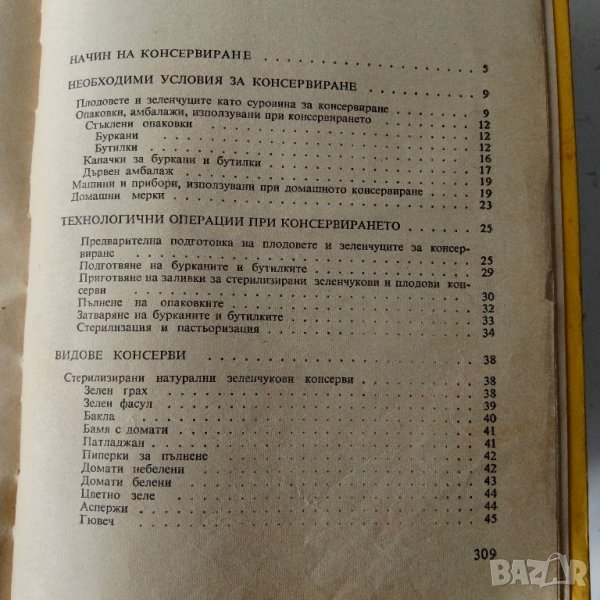 НАЧИН НА КОНСЕРВИРАНЕ 5
НЕОБХОДИМИ УСЛОВИЯ ЗА КОНСЕРВИРАНЕ 9
Плодовете и зеленчуците като суровина за консервиране 9
Опаковки, амбалажи, използувани при консервирането 12
Стъклени опаковки 12
Буркани 12
Бутилки 12
Капачки за буркани и бутилки 16
Дървен амбалаж 17
Машини и прибори, използувани при домашното консервиране 19
Домашни мерки 23
ТЕХНОЛОГИЧНИ ОПЕРАЦИИ ПРИ КОНСЕРВИРАНЕТО 25
Предварителна подготовка на плодовете и зеленчуците за консер-
виране 25
Подготвяне на бурканите и бутилките 29
Приготвяне на заливки за стерилизирани зеленчукови и плодови кон-
серви 30
Пълнене на опаковките 32
Затваряне на бурканите и бутилките 33
Стерилизация и пастьоризация 34
ВИДОВЕ КОНСЕРВИ 38
Стерилизирани натурални зеленчукови консерви 38
Зелен грах 38
Зелен фасул 39
Бакла 40
Бамя с домати 41
Патладжан 41
Пиперки за пълнене 42
Домати небелени 42
Домати белени 43
Цветно зеле 44
Аспержи 44
Гювеч 45
309
BAZAR